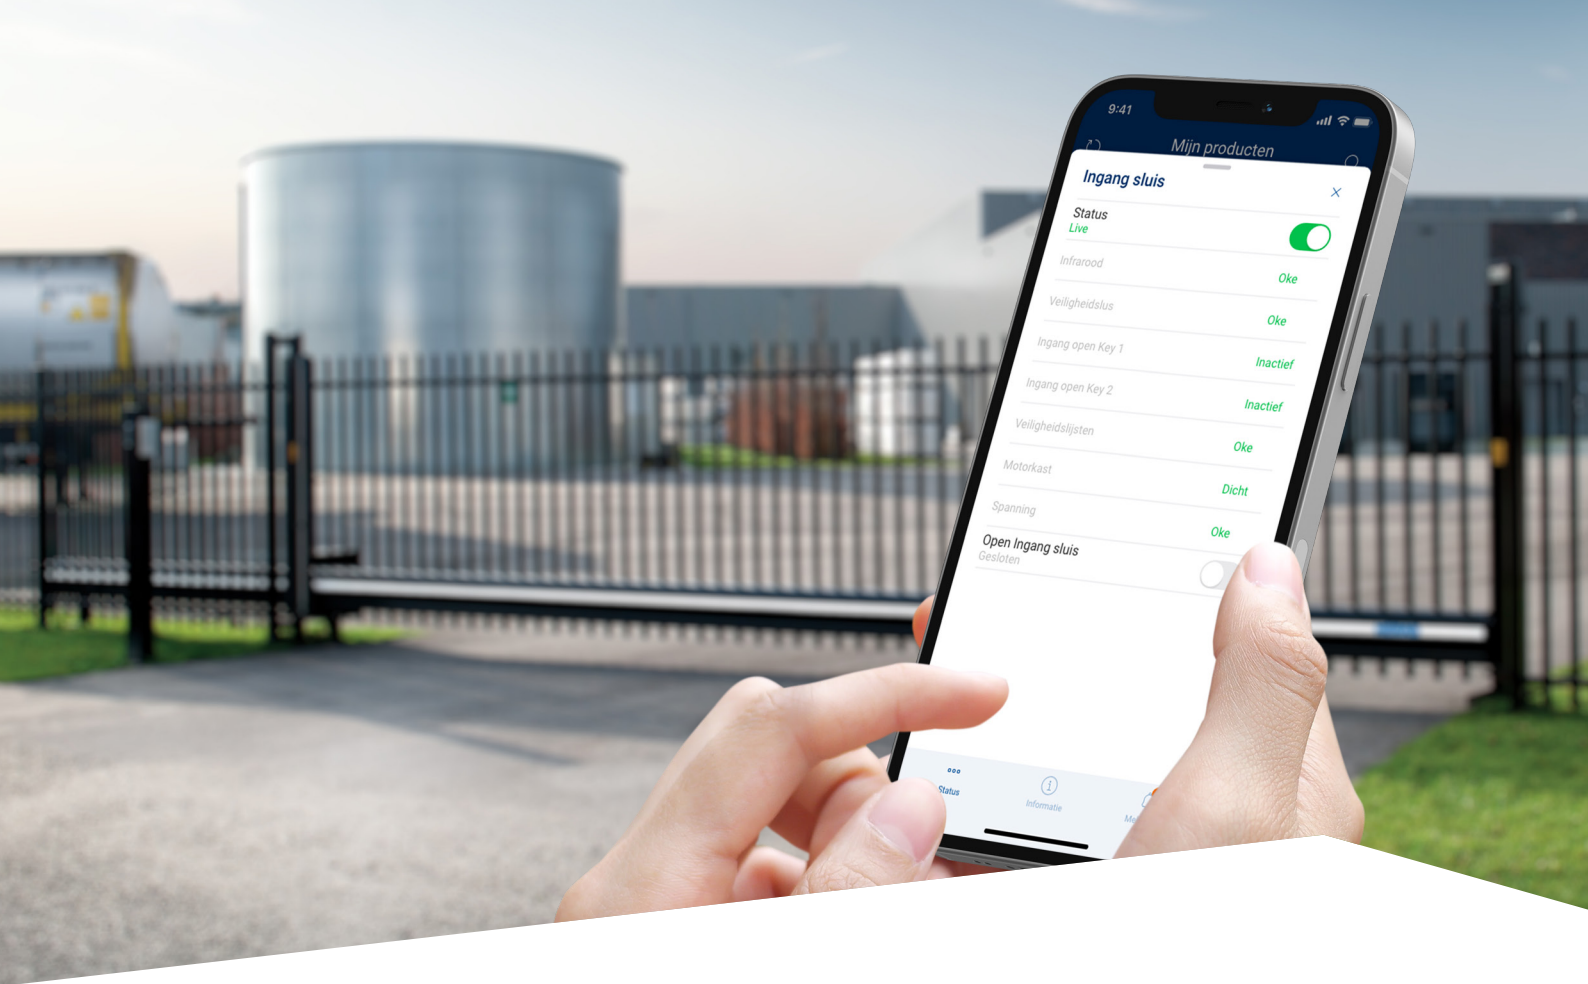 9:41
Mijn producten
Ingang sluis
Status
Live
Infrarood Oke
Veiligheidslus Oke
Ingang open Key 1 Inactief
Ingang open Key 2 Inactief
Veiligheidslijsten Oke
Motorkast Dicht
Spanning Oke
Open Ingang sluis
Gesloten
Status Informatie